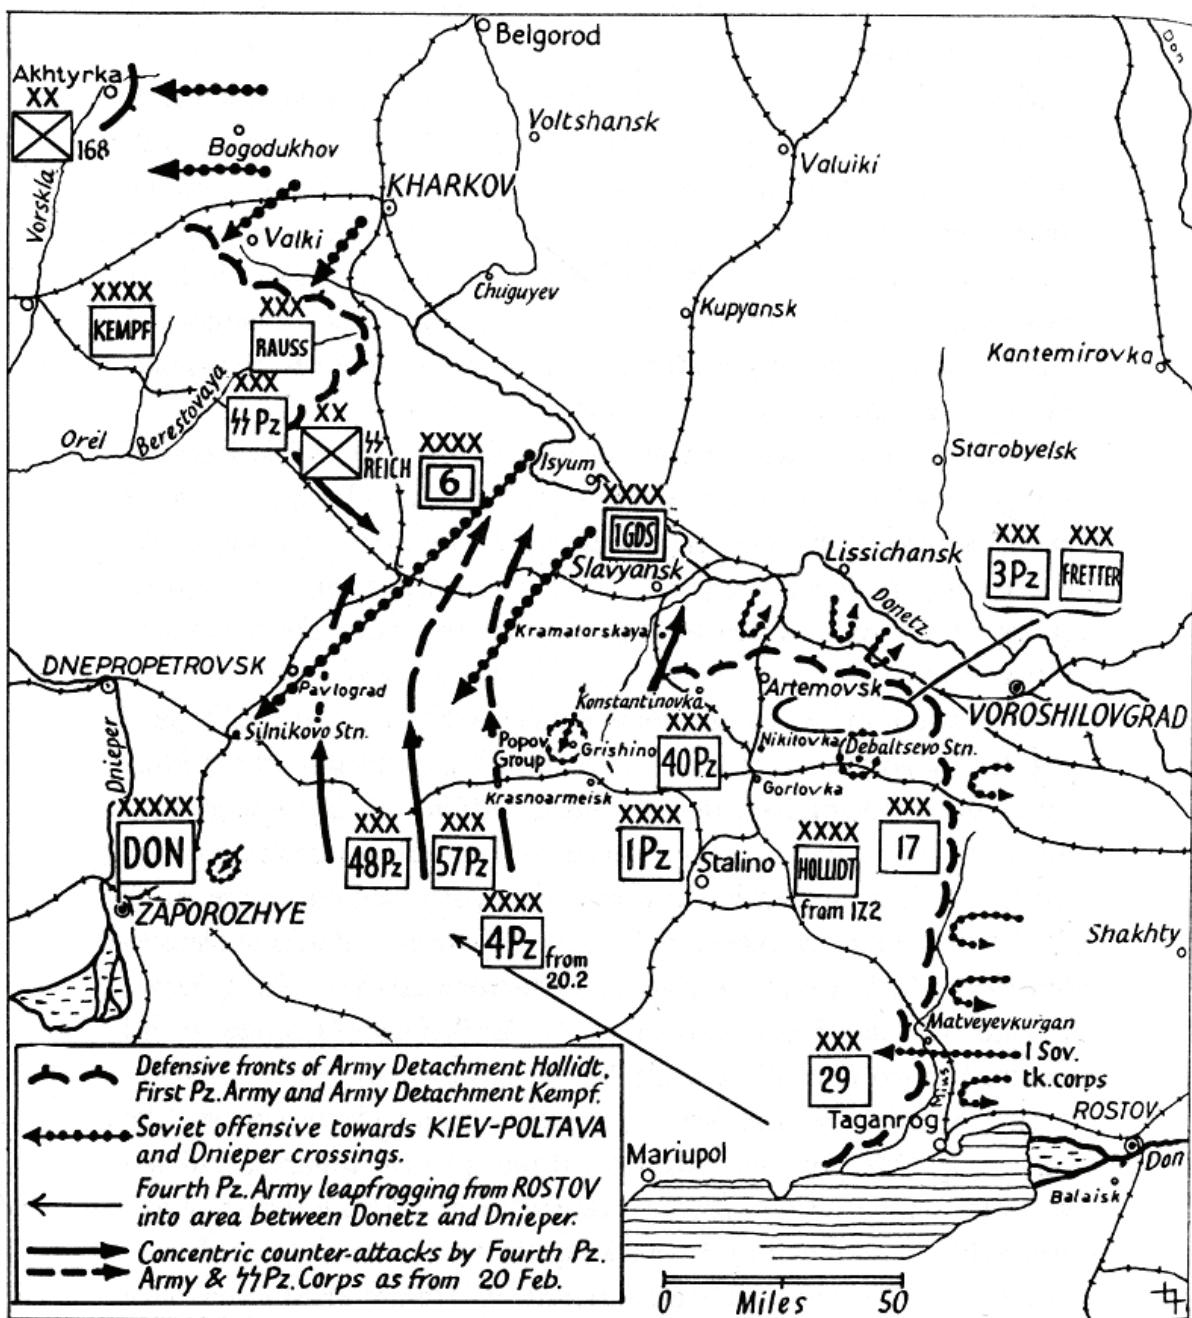 Belgorod
Don
Akhtyrka
XX
168
Bogodukhov
Voltshansk
Valuiki
Vorskla
KHARKOV
Valki
Chuguyev
Kupyansk
Kantemirovka
XXXX
KEMPF
XXX
RAUSS
XXX
ϟϟ Pz
XX
ϟϟ
REICH
Berestovaya
Orël
XXXX
6
Isyum
XXXX
1GDS
Starobyelsk
Slavyansk
Lissichansk
Donetz
XXX
3Pz
XXX
FRETTER
Kramatorskaya
DNEPROPETROVSK
Pavlograd
Silnikovo Stn.
Dnieper
Konstantinovka
Artemovsk
VOROSHILOVGRAD
Popov
Group
Grishino
XXX
40Pz
Nikitovka
Debaltsevo Stn.
Gorlovka
Krasnoarmeisk
XXXXX
DON
XXX
48Pz
XXX
57Pz
XXXX
1Pz
Stalino
XXXX
HOLLIDT
from 17.2
XXX
17
ZAPOROZHYE
XXXX
4Pz
from
20.2
Shakhty
Matveyevkurgan
XXX
29
1 Sov.
tk.corps
Mius
Taganrog
ROSTOV
Mariupol
Don
Balaisk
Defensive fronts of Army Detachment Hollidt,
First Pz. Army and Army Detachment Kempf.
Soviet offensive towards KIEV-POLTAVA
and Dnieper crossings.
Fourth Pz. Army leapfrogging from ROSTOV
into area between Donetz and Dnieper.
Concentric counter-attacks by Fourth Pz.
Army & ϟϟ Pz. Corps as from 20 Feb.
0 Miles 50